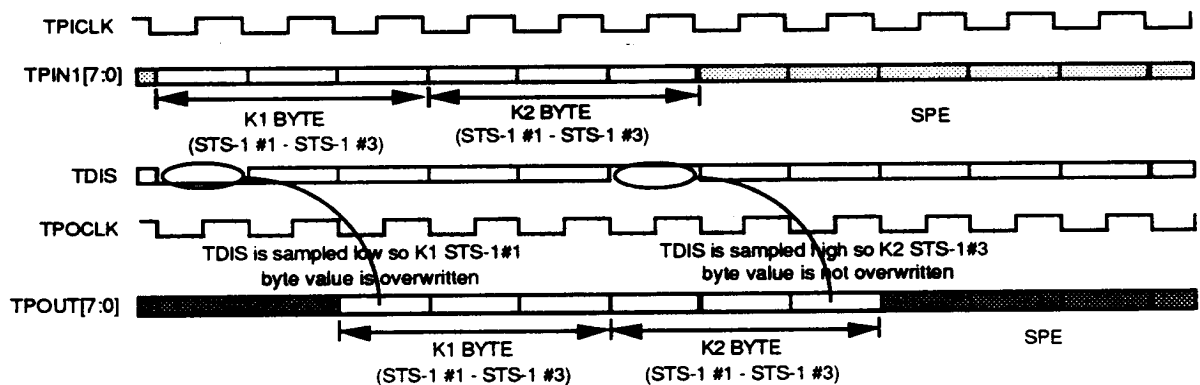 TPICLK
TPIN1[7:0]
K1 BYTE
(STS-1 #1 - STS-1 #3)
K2 BYTE
(STS-1 #1 - STS-1 #3)
SPE
TDIS
TPOCLK
TDIS is sampled low so K1 STS-1#1
byte value is overwritten
TDIS is sampled high so K2 STS-1#3
byte value is not overwritten
TPOUT[7:0]
K1 BYTE
(STS-1 #1 - STS-1 #3)
K2 BYTE
(STS-1 #1 - STS-1 #3)
SPE